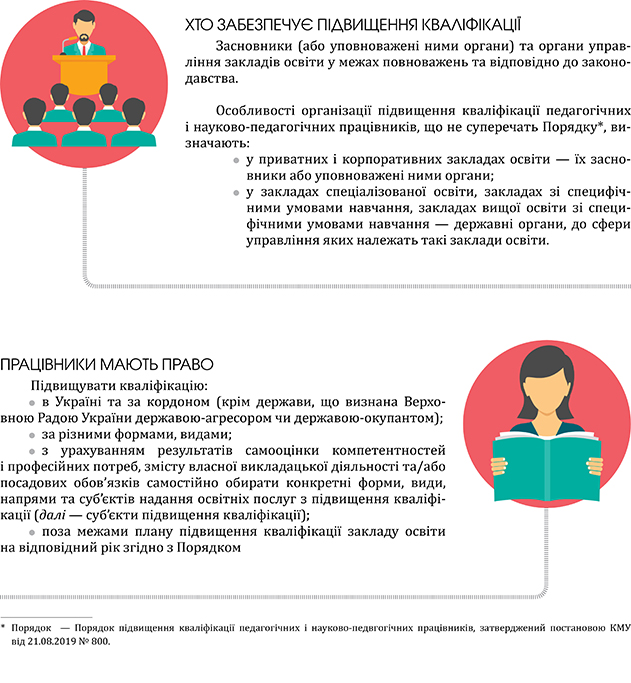 ХТО ЗАБЕЗПЕЧУЄ ПІДВИЩЕННЯ КВАЛІФІКАЦІЇ
Засновники (або уповноважені ними органи) та органи управ-
ління закладів освіти у межах повноважень та відповідно до законо-
давства.
Особливості організації підвищення кваліфікації педагогічних
і науково-педагогічних працівників, що не суперечать Порядку*, ви-
значають:
● у приватних і корпоративних закладах освіти — їх засно-
вники або уповноважені ними органи;
● у закладах спеціалізованої освіти, закладах зі специфіч-
ними умовами навчання, закладах вищої освіти зі специ-
фічними умовами навчання — державні органи, до сфери
управління яких належать такі заклади освіти.
ПРАЦІВНИКИ МАЮТЬ ПРАВО
Підвищувати кваліфікацію:
● в Україні та за кордоном (крім держави, що визнана Верхо-
вною Радою України державою-агресором чи державою-окупантом);
● за різними формами, видами;
● з урахуванням результатів самооцінки компетентностей
і професійних потреб, змісту власної викладацької діяльності та/або
посадових обов’язків самостійно обирати конкретні форми, види,
напрями та суб’єктів надання освітніх послуг з підвищення кваліфі-
кації (далі — суб’єкти підвищення кваліфікації);
● поза межами плану підвищення кваліфікації закладу освіти
на відповідний рік згідно з Порядком
* Порядок — Порядок підвищення кваліфікації педагогічних і науково-педвгогічних працівників, затверджений постановою КМУ
від 21.08.2019 № 800.